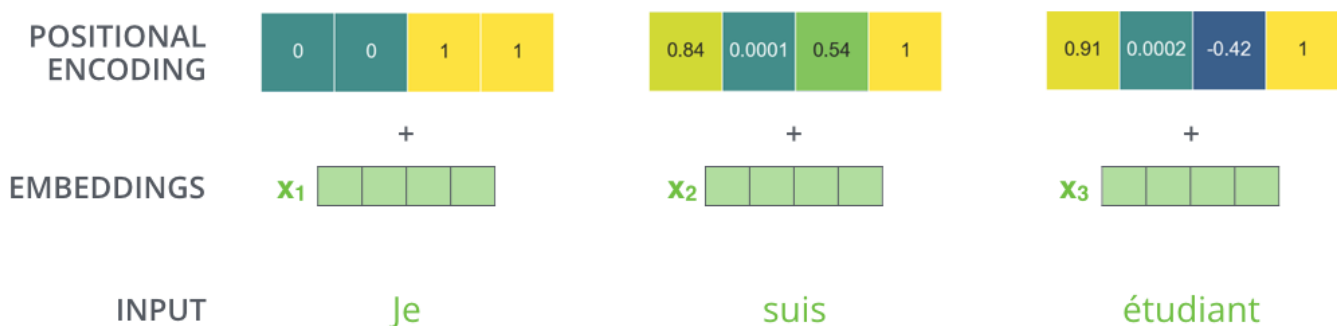 POSITIONAL
ENCODING
0 0 1 1
0.84 0.0001 0.54 1
0.91 0.0002 -0.42 1
+ + +
EMBEDDINGS
x1
x2
x3
INPUT
Je
suis
étudiant